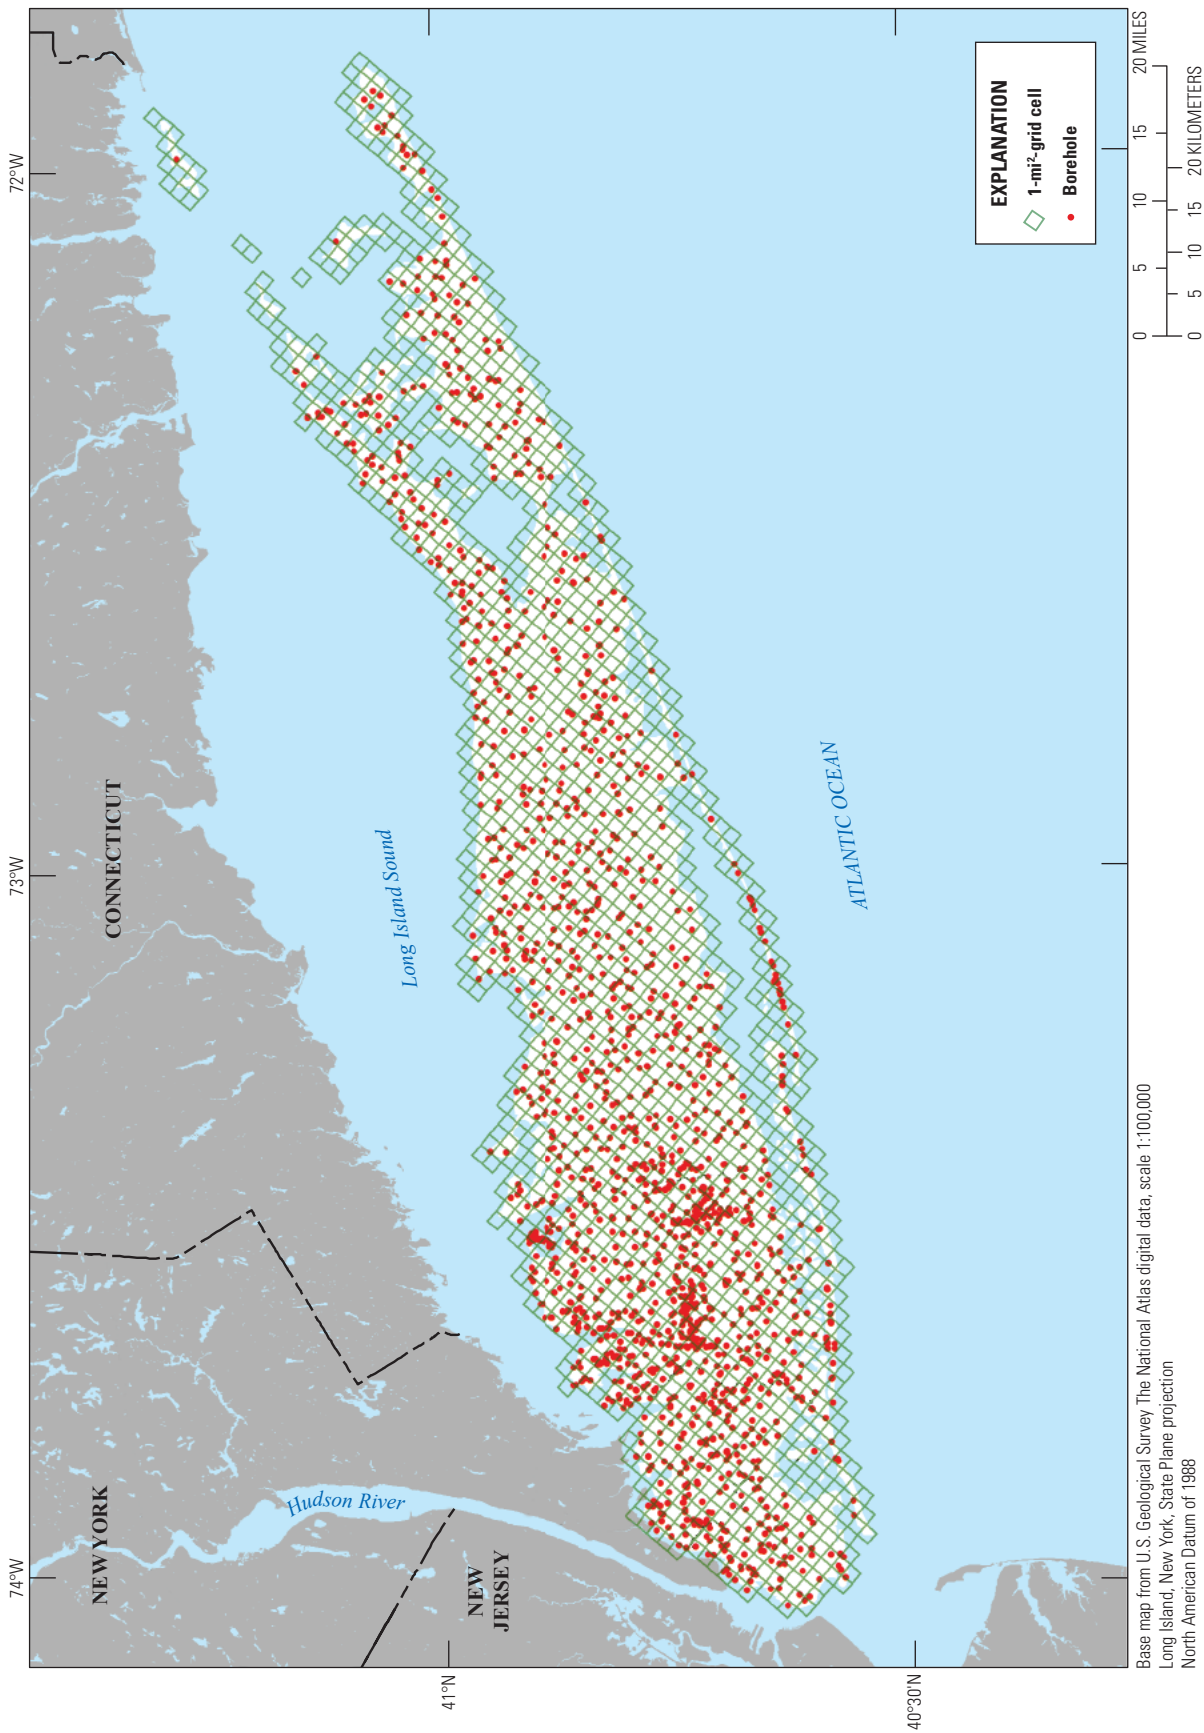 74°W
73°W
72°W
NEW YORK
CONNECTICUT
Hudson River
Long Island Sound
NEW
JERSEY
41°N
ATLANTIC OCEAN
40°30'N
EXPLANATION
1-mi²-grid cell
Borehole
Base map from U.S. Geological Survey The National Atlas digital data, scale 1:100,000
Long Island, New York, State Plane projection
North American Datum of 1988
0 5 10 15 20 MILES
0 5 10 15 20 KILOMETERS